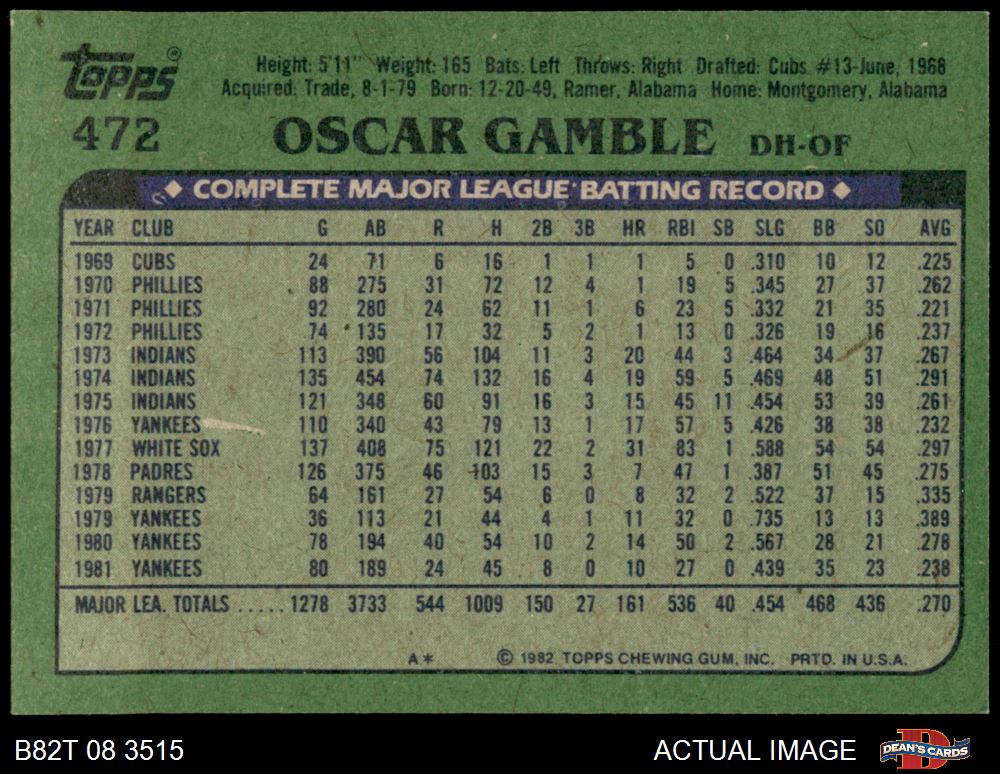 Topps®
Height: 5'11" Weight: 165 Bats: Left Throws: Right Drafted: Cubs #13-June, 1968
Acquired: Trade, 8-1-79 Born: 12-20-49, Ramer, Alabama Home: Montgomery, Alabama
472 OSCAR GAMBLE DH-OF
◆ COMPLETE MAJOR LEAGUE BATTING RECORD ◆
YEAR CLUB G AB R H 2B 3B HR RBI SB SLG BB SO AVG
1969 CUBS 24 71 6 16 1 1 1 5 0 .310 10 12 .225
1970 PHILLIES 88 275 31 72 12 4 1 19 5 .345 27 37 .262
1971 PHILLIES 92 280 24 62 11 1 6 23 5 .332 21 35 .221
1972 PHILLIES 74 135 17 32 5 2 1 13 0 .326 19 16 .237
1973 INDIANS 113 390 56 104 11 3 20 44 3 .464 34 37 .267
1974 INDIANS 135 454 74 132 16 4 19 59 5 .469 48 51 .291
1975 INDIANS 121 348 60 91 16 3 15 45 11 .454 53 39 .261
1976 YANKEES 110 340 43 79 13 1 17 57 5 .426 38 38 .232
1977 WHITE SOX 137 408 75 121 22 2 31 83 1 .588 54 54 .297
1978 PADRES 126 375 46 103 15 3 7 47 1 .387 51 45 .275
1979 RANGERS 64 161 27 54 6 0 8 32 2 .522 37 15 .335
1979 YANKEES 36 113 21 44 4 1 11 32 0 .735 13 13 .389
1980 YANKEES 78 194 40 54 10 2 14 50 2 .567 28 21 .278
1981 YANKEES 80 189 24 45 8 0 10 27 0 .439 35 23 .238
MAJOR LEA. TOTALS ..... 1278 3733 544 1009 150 27 161 536 40 .454 468 436 .270
A* © 1982 TOPPS CHEWING GUM, INC. PRTD. IN U.S.A.
B82T 08 3515 ACTUAL IMAGE DEAN'S CARDS